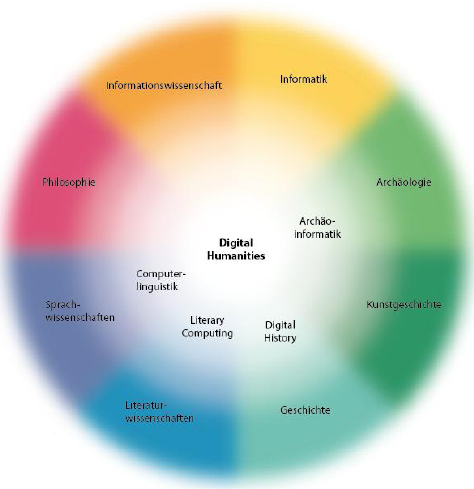 Informationswissenschaft
Informatik
Philosophie
Archäologie
Archäo-
informatik
Digital
Humanities
Computer-
linguistik
Sprach-
wissenschaften
Kunstgeschichte
Literary
Computing
Digital
History
Literatur-
wissenschaften
Geschichte